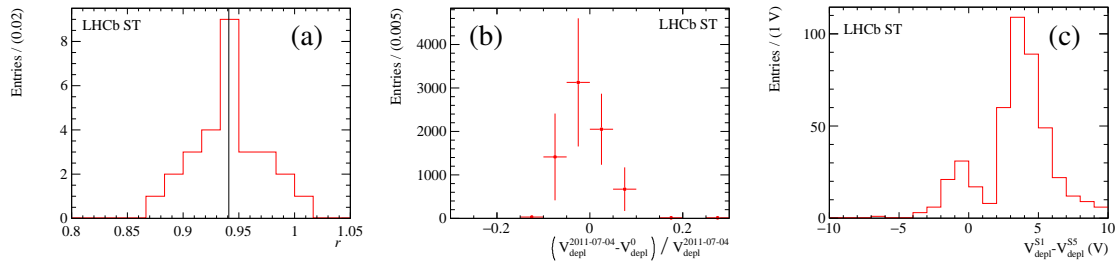 LHCb ST
(a)
Entries / (0.02)
0
2
4
6
8
0.8
0.85
0.9
0.95
1
1.05
r
LHCb ST
(b)
Entries / (0.005)
0
1000
2000
3000
4000
−0.2
0
0.2
(V_depl^2011-07-04-V_depl^0) / V_depl^2011-07-04
LHCb ST
(c)
Entries / (1 V)
0
50
100
−10
−5
0
5
10
V_depl^S1-V_depl^S5 (V)